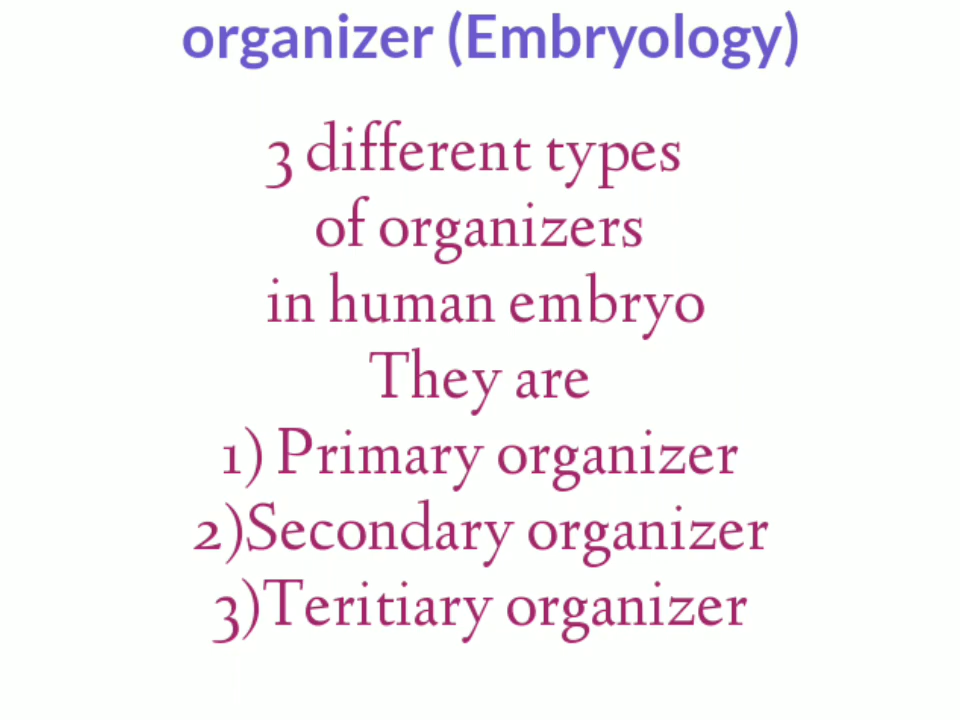 organizer (Embryology)
3 different types
of organizers
in human embryo
They are
1) Primary organizer
2)Secondary organizer
3)Teritiary organizer